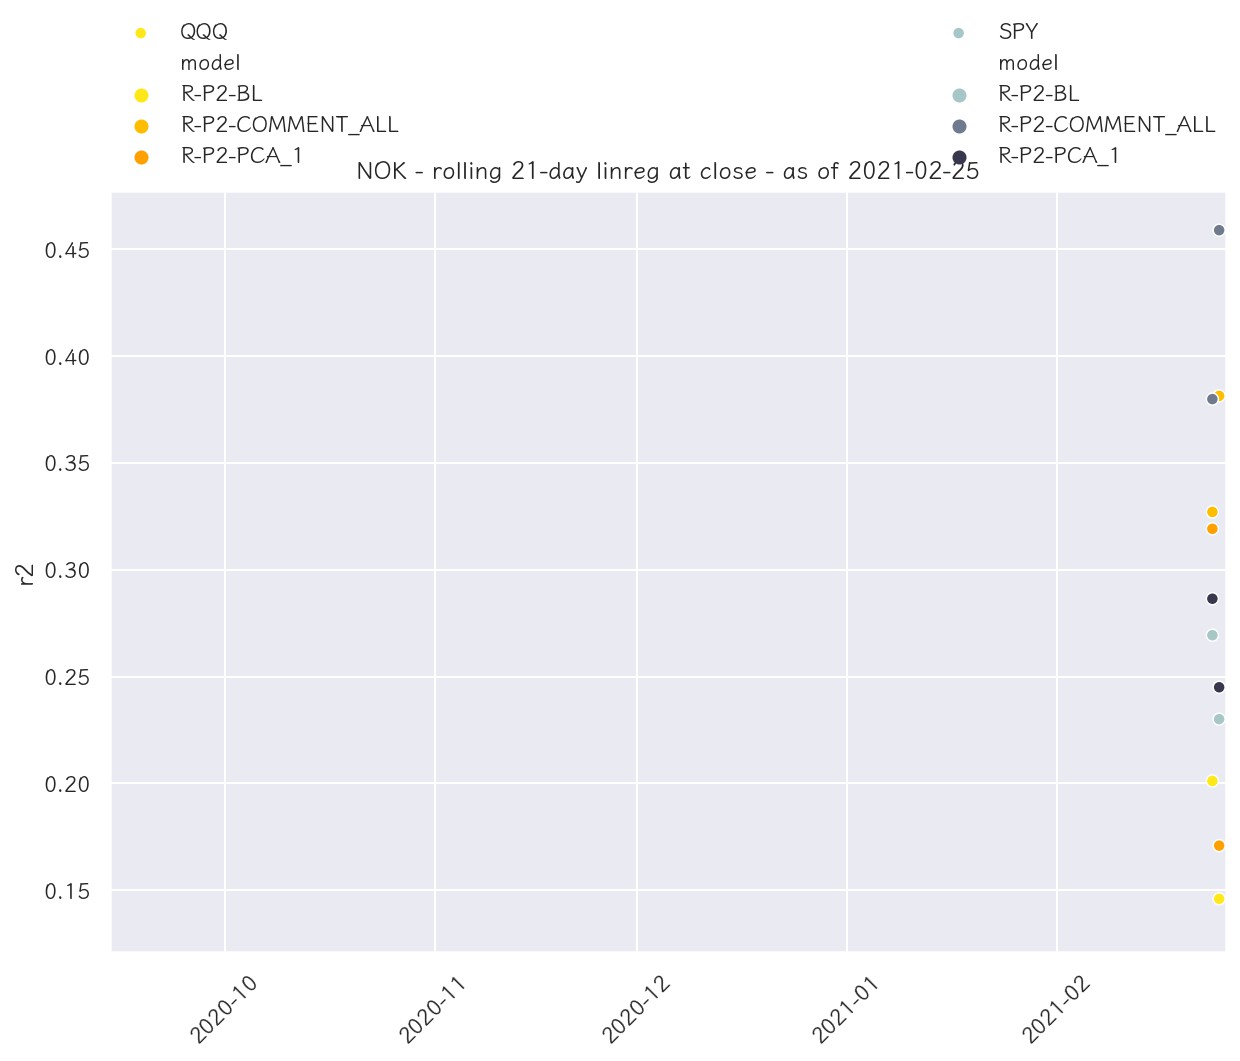 QQQ
model
R-P2-BL
R-P2-COMMENT_ALL
R-P2-PCA_1
SPY
model
R-P2-BL
R-P2-COMMENT_ALL
R-P2-PCA_1
NOK - rolling 21-day linreg at close - as of 2021-02-25
r2
0.45
0.40
0.35
0.30
0.25
0.20
0.15
2020-10
2020-11
2020-12
2021-01
2021-02